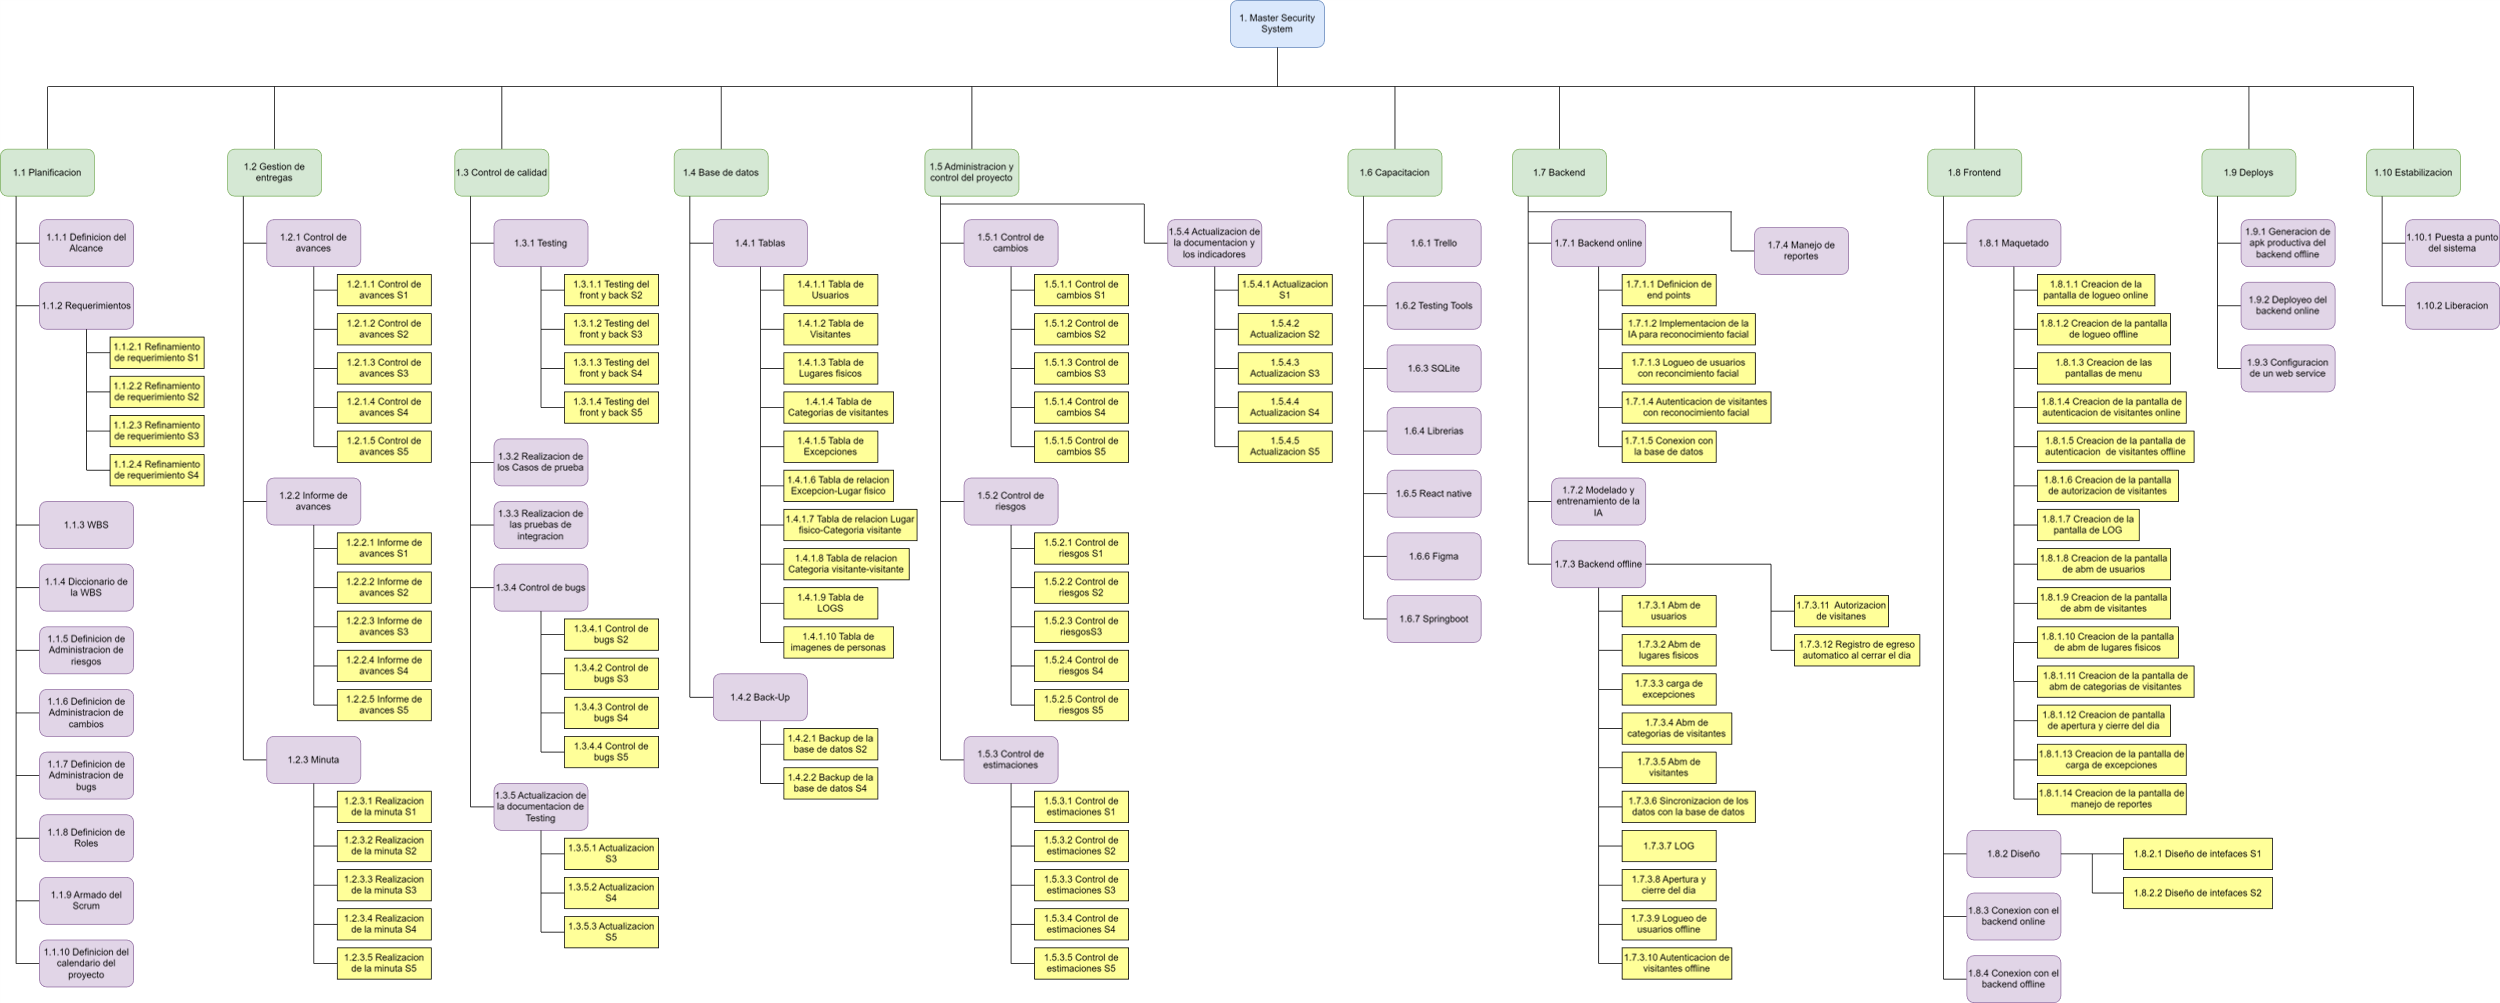 1. Master Security
System
1.1 Planificacion
1.1.1 Definicion del
Alcance
1.1.2 Requerimientos
1.1.2.1 Refinamiento
de requerimiento S1
1.1.2.2 Refinamiento
de requerimiento S2
1.1.2.3 Refinamiento
de requerimiento S3
1.1.2.4 Refinamiento
de requerimiento S4
1.1.3 WBS
1.1.4 Diccionario de
la WBS
1.1.5 Definicion de
Administracion de
riesgos
1.1.6 Definicion de
Administracion de
cambios
1.1.7 Definicion de
Administracion de
bugs
1.1.8 Definicion de
Roles
1.1.9 Armado del
Scrum
1.1.10 Definicion del
calendario del
proyecto
1.2 Gestion de
entregas
1.2.1 Control de
avances
1.2.1.1 Control de
avances S1
1.2.1.2 Control de
avances S2
1.2.1.3 Control de
avances S3
1.2.1.4 Control de
avances S4
1.2.1.5 Control de
avances S5
1.2.2 Informe de
avances
1.2.2.1 Informe de
avances S1
1.2.2.2 Informe de
avances S2
1.2.2.3 Informe de
avances S3
1.2.2.4 Informe de
avances S4
1.2.2.5 Informe de
avances S5
1.2.3 Minuta
1.2.3.1 Realizacion
de la minuta S1
1.2.3.2 Realizacion
de la minuta S2
1.2.3.3 Realizacion
de la minuta S3
1.2.3.4 Realizacion
de la minuta S4
1.2.3.5 Realizacion
de la minuta S5
1.3 Control de calidad
1.3.1 Testing
1.3.1.1 Testing del
front y back S2
1.3.1.2 Testing del
front y back S3
1.3.1.3 Testing del
front y back S4
1.3.1.4 Testing del
front y back S5
1.3.2 Realizacion de
los Casos de prueba
1.3.3 Realizacion de
las pruebas de
integracion
1.3.4 Control de bugs
1.3.4.1 Control de
bugs S2
1.3.4.2 Control de
bugs S3
1.3.4.3 Control de
bugs S4
1.3.4.4 Control de
bugs S5
1.3.5 Actualizacion de
la documentacion de
Testing
1.3.5.1 Actualizacion
S3
1.3.5.2 Actualizacion
S4
1.3.5.3 Actualizacion
S5
1.4 Base de datos
1.4.1 Tablas
1.4.1.1 Tabla de
Usuarios
1.4.1.2 Tabla de
Visitantes
1.4.1.3 Tabla de
Lugares fisicos
1.4.1.4 Tabla de
Categorias de visitantes
1.4.1.5 Tabla de
Excepciones
1.4.1.6 Tabla de relacion
Excepcion-Lugar fisico
1.4.1.7 Tabla de relacion Lugar
fisico-Categoria visitante
1.4.1.8 Tabla de relacion
Categoria visitante-visitante
1.4.1.9 Tabla de
LOGS
1.4.1.10 Tabla de
imagenes de personas
1.4.2 Back-Up
1.4.2.1 Backup de la
base de datos S2
1.4.2.2 Backup de la
base de datos S4
1.5 Administracion y
control del proyecto
1.5.1 Control de
cambios
1.5.1.1 Control de
cambios S1
1.5.1.2 Control de
cambios S2
1.5.1.3 Control de
cambios S3
1.5.1.4 Control de
cambios S4
1.5.1.5 Control de
cambios S5
1.5.2 Control de
riesgos
1.5.2.1 Control de
riesgos S1
1.5.2.2 Control de
riesgos S2
1.5.2.3 Control de
riesgosS3
1.5.2.4 Control de
riesgos S4
1.5.2.5 Control de
riesgos S5
1.5.3 Control de
estimaciones
1.5.3.1 Control de
estimaciones S1
1.5.3.2 Control de
estimaciones S2
1.5.3.3 Control de
estimaciones S3
1.5.3.4 Control de
estimaciones S4
1.5.3.5 Control de
estimaciones S5
1.5.4 Actualizacion de
la documentacion y
los indicadores
1.5.4.1 Actualizacion
S1
1.5.4.2
Actualizacion S2
1.5.4.3
Actualizacion S3
1.5.4.4
Actualizacion S4
1.5.4.5
Actualizacion S5
1.6 Capacitacion
1.6.1 Trello
1.6.2 Testing Tools
1.6.3 SQLite
1.6.4 Librerias
1.6.5 React native
1.6.6 Figma
1.6.7 Springboot
1.7 Backend
1.7.1 Backend online
1.7.1.1 Definicion de
end points
1.7.1.2 Implementacion de la
IA para reconocimiento facial
1.7.1.3 Logueo de usuarios
con reconcimiento facial
1.7.1.4 Autenticacion de visitantes
con reconocimiento facial
1.7.1.5 Conexion con
la base de datos
1.7.2 Modelado y
entrenamiento de la
IA
1.7.3 Backend offline
1.7.3.1 Abm de
usuarios
1.7.3.2 Abm de
lugares fisicos
1.7.3.3 carga de
excepciones
1.7.3.4 Abm de
categorias de visitantes
1.7.3.5 Abm de
visitantes
1.7.3.6 Sincronizacion de los
datos con la base de datos
1.7.3.7 LOG
1.7.3.8 Apertura y
cierre del dia
1.7.3.9 Logueo de
usuarios offline
1.7.3.10 Autenticacion de
visitantes offline
1.7.3.11 Autorizacion
de visitanes
1.7.3.12 Registro de egreso
automatico al cerrar el dia
1.7.4 Manejo de
reportes
1.8 Frontend
1.8.1 Maquetado
1.8.1.1 Creacion de la
pantalla de logueo online
1.8.1.2 Creacion de la pantalla
de logueo offline
1.8.1.3 Creacion de las
pantallas de menu
1.8.1.4 Creacion de la pantalla de
autenticacion de visitantes online
1.8.1.5 Creacion de la pantalla de
autenticacion de visitantes offline
1.8.1.6 Creacion de la pantalla
de autorizacion de visitantes
1.8.1.7 Creacion de la
pantalla de LOG
1.8.1.8 Creacion de la pantalla
de abm de usuarios
1.8.1.9 Creacion de la pantalla
de abm de visitantes
1.8.1.10 Creacion de la pantalla
de abm de lugares fisicos
1.8.1.11 Creacion de la pantalla de
abm de categorias de visitantes
1.8.1.12 Creacion de pantalla
de apertura y cierre del dia
1.8.1.13 Creacion de la pantalla de
carga de excepciones
1.8.1.14 Creacion de la pantalla de
manejo de reportes
1.8.2 Diseño
1.8.2.1 Diseño de intefaces S1
1.8.2.2 Diseño de intefaces S2
1.8.3 Conexion con el
backend online
1.8.4 Conexion con el
backend offline
1.9 Deploys
1.9.1 Generacion de
apk productiva del
backend offline
1.9.2 Deployeo del
backend online
1.9.3 Configuracion
de un web service
1.10 Estabilizacion
1.10.1 Puesta a punto
del sistema
1.10.2 Liberacion